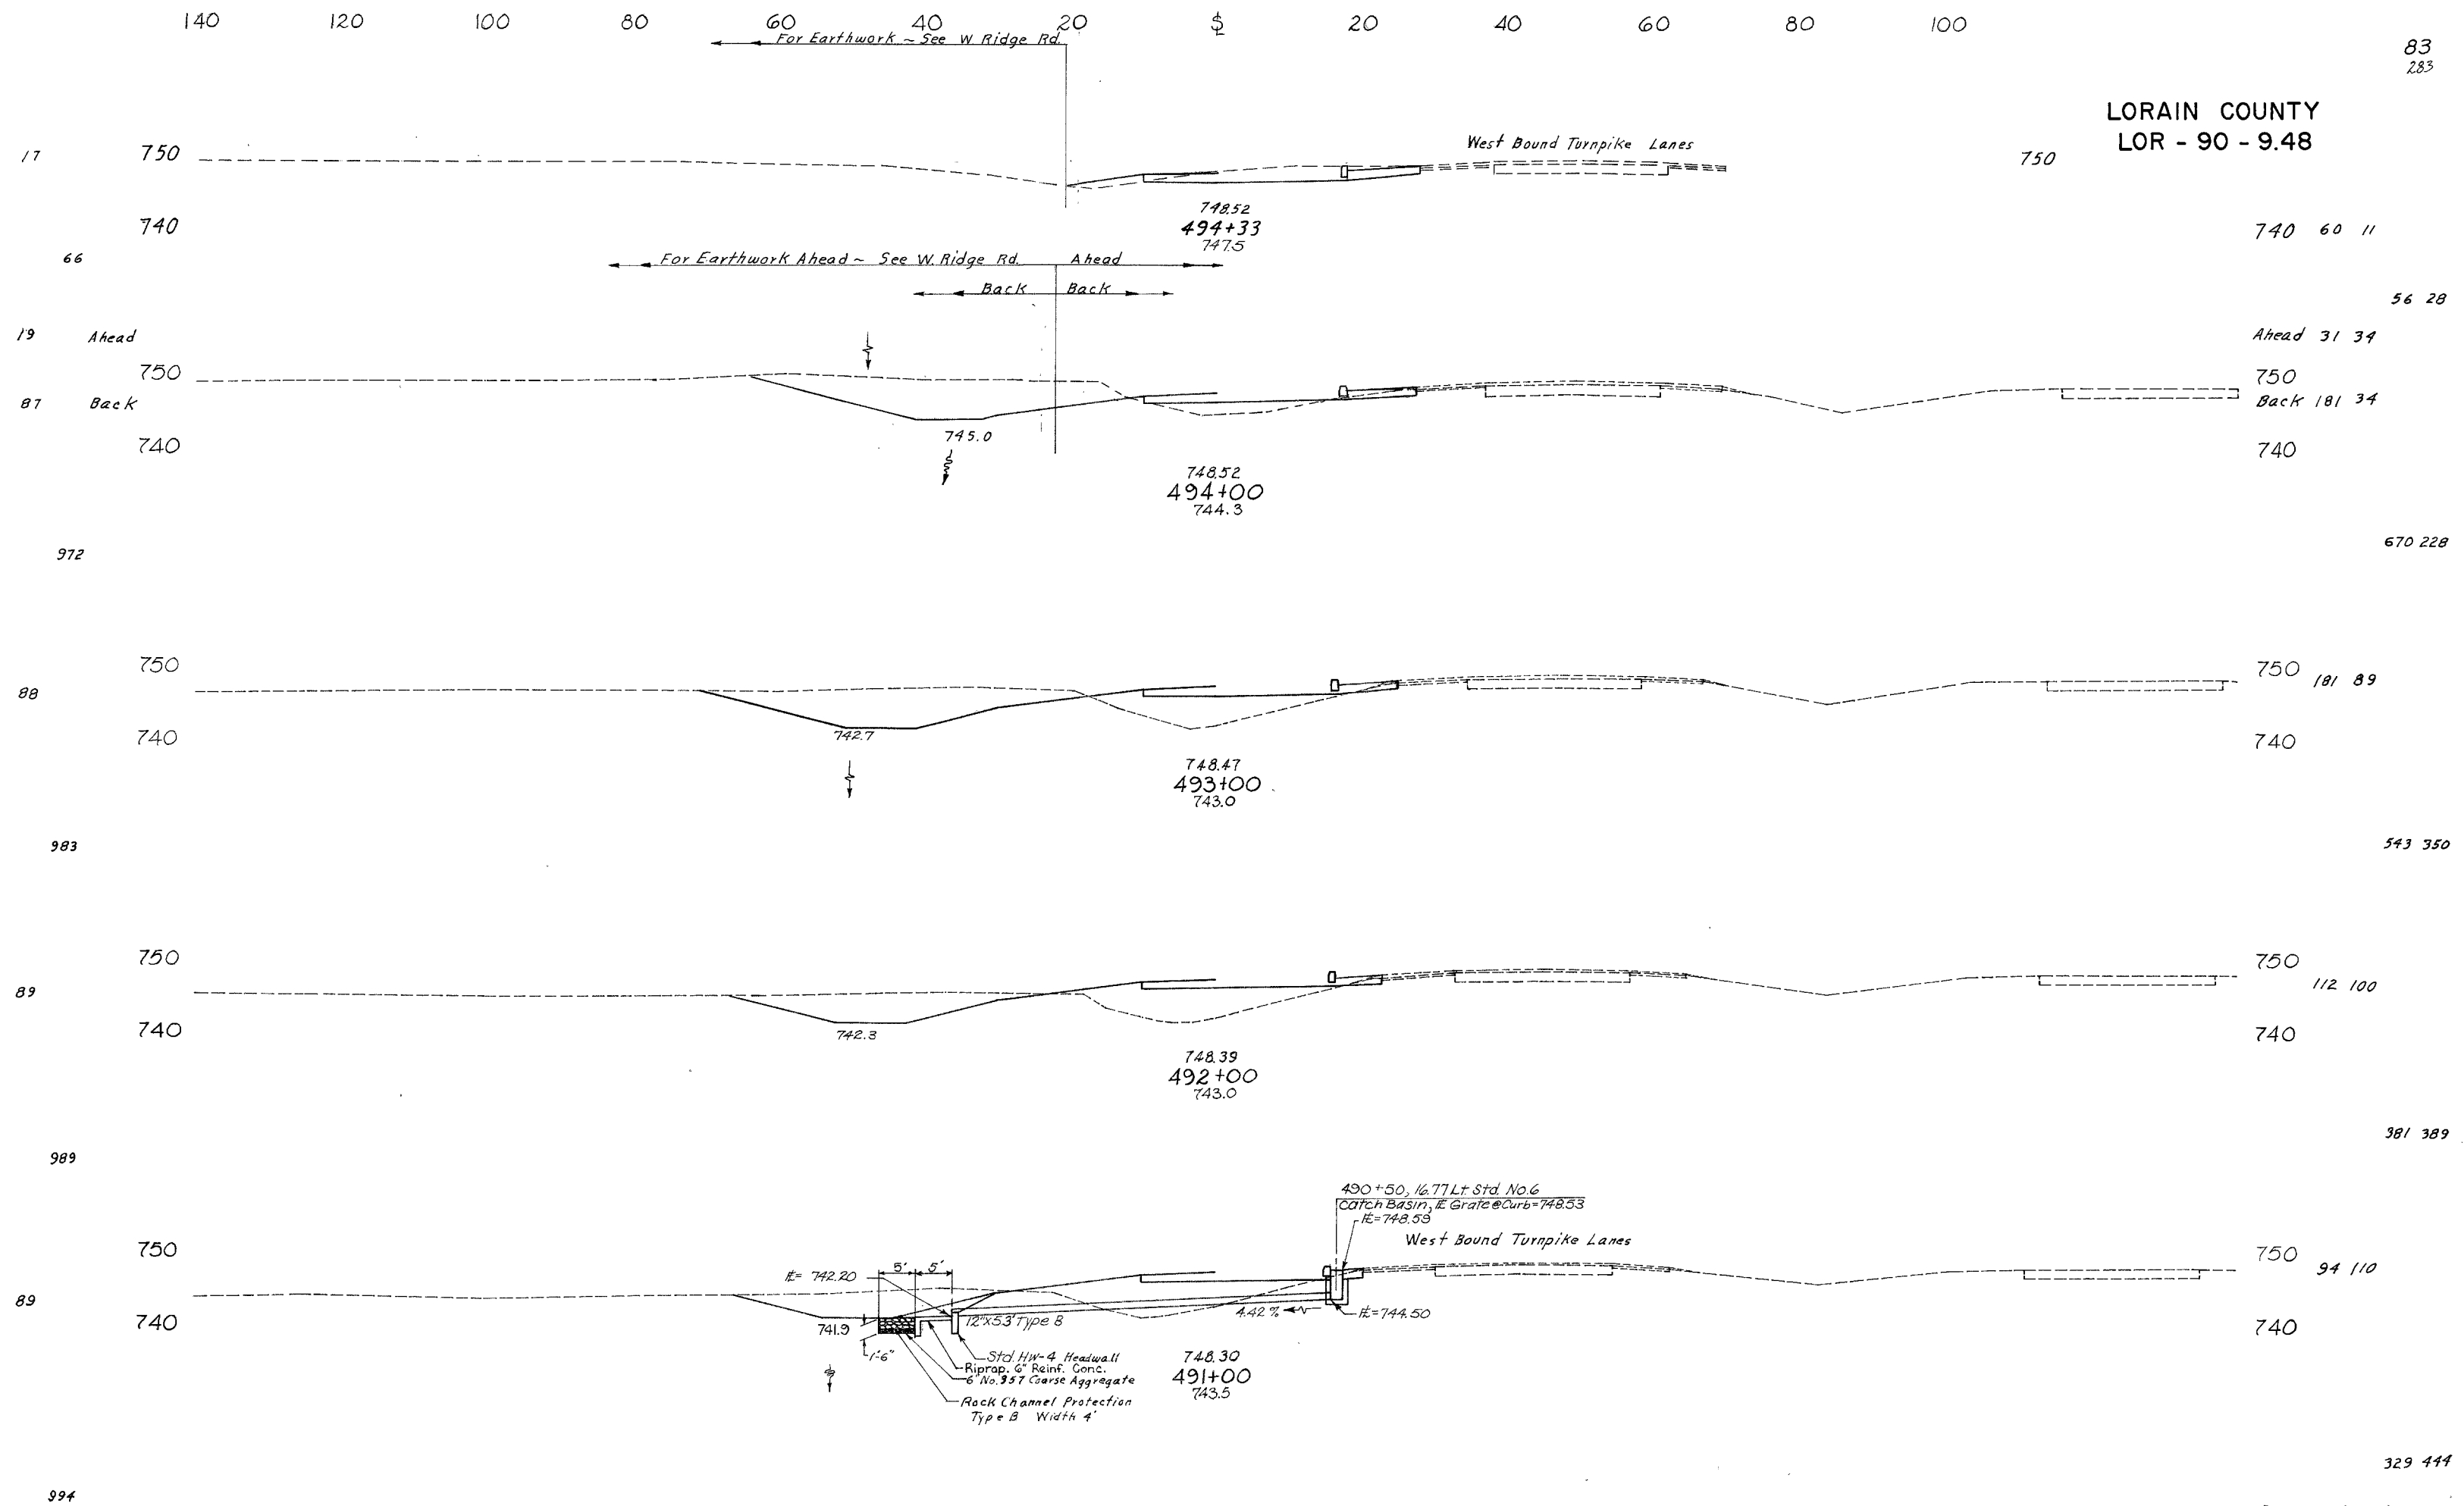 140 120 100 80 60 40 20 ℄ 20 40 60 80 100
For Earthwork ~ See W Ridge Rd.
83
283
LORAIN COUNTY
LOR - 90 - 9.48
17 750 West Bound Turnpike Lanes 750
740 748.52 740 60 11
494+33
747.5
66 For Earthwork Ahead ~ See W. Ridge Rd. Ahead
Back Back 56 28
19 Ahead Ahead 31 34
750 750
87 Back Back 181 34
745.0
740 740
748.52
494+00
744.3
972 670 228
750 750
88 181 89
740 742.7 740
748.47
493+00
743.0
983 543 350
750 750
89 112 100
740 742.3 740
748.39
492+00
743.0
989 381 389
490+50, 16.77 Lt. Std. No.6
Catch Basin, ℄ Grate @ Curb=748.53
℄=748.59
West Bound Turnpike Lanes
750 5' 5' 750
℄= 742.20 94 110
89 4.42% ℄=744.50
740 741.9 12"X53' Type B 740
1'-6" Std. HW-4 Headwall 748.30
Riprap. 6" Reinf. Conc. 491+00
6" No. 357 Coarse Aggregate 743.5
Rock Channel Protection
Type B Width 4'
329 444
994